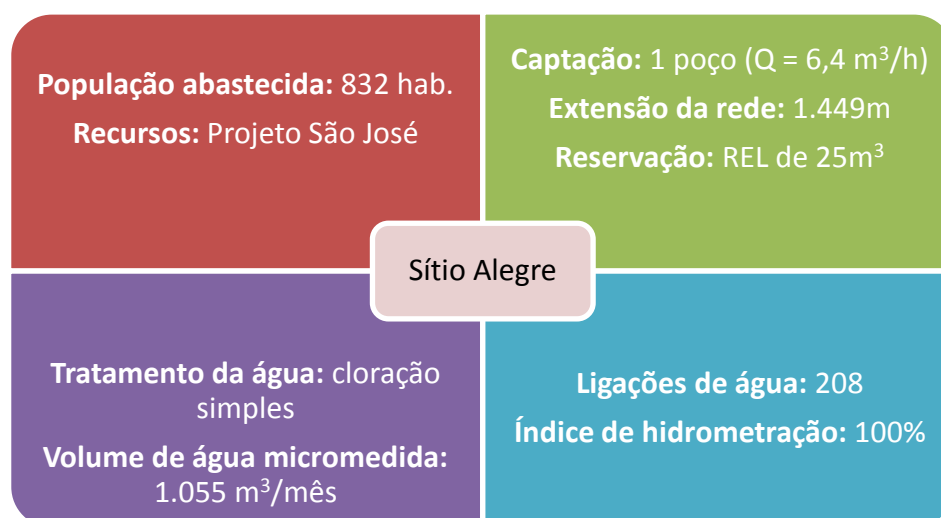 População abastecida: 832 hab.
Recursos: Projeto São José
Captação: 1 poço (Q = 6,4 m³/h)
Extensão da rede: 1.449m
Reservação: REL de 25m³
Sítio Alegre
Tratamento da água: cloração
simples
Volume de água micromedida:
1.055 m³/mês
Ligações de água: 208
Índice de hidrometração: 100%